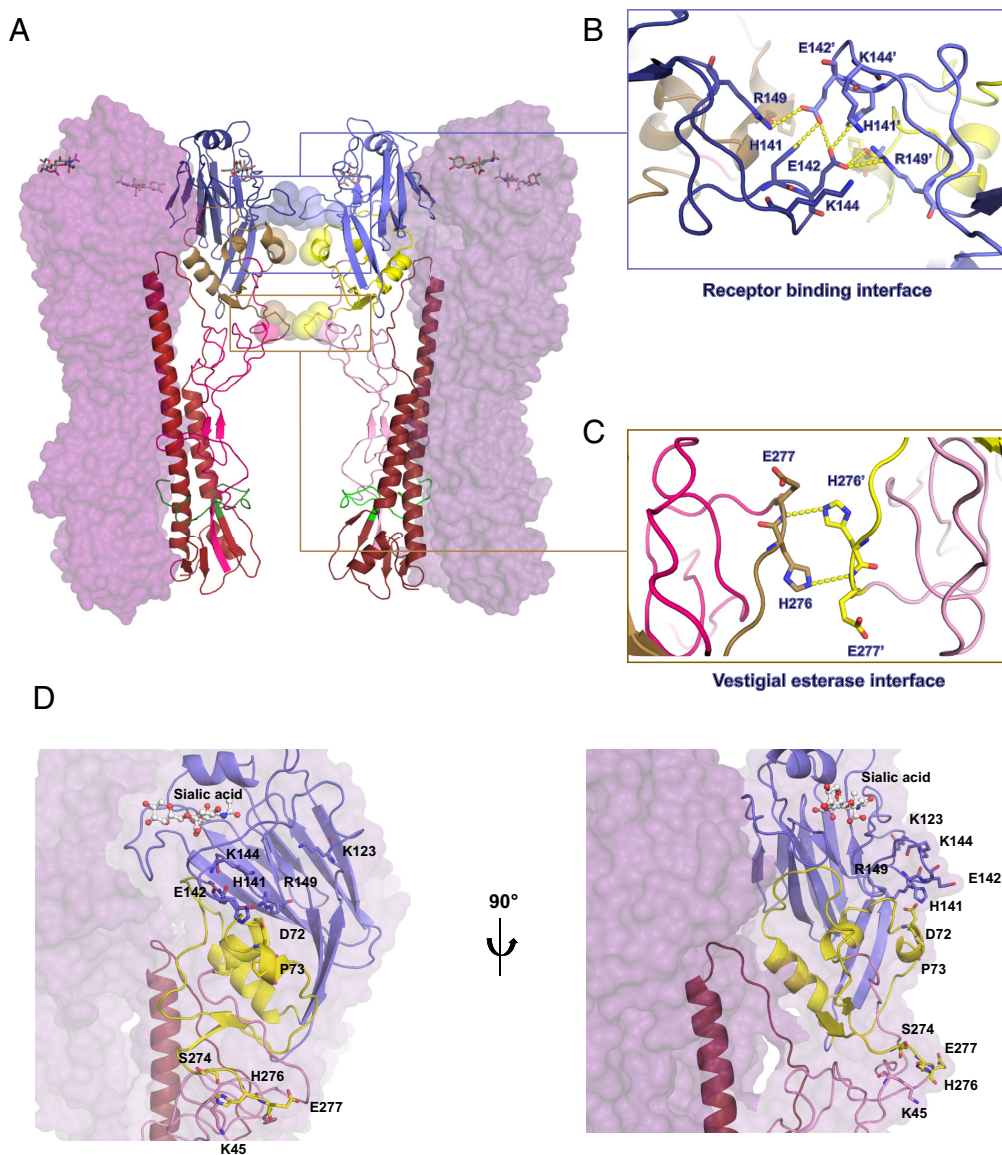 A
B
E142'
K144'
R149
H141
H141'
E142
R149'
K144
Receptor binding interface
C
E277
H276'
H276
E277'
Vestigial esterase interface
D
Sialic acid
K123
K144
E142
H141
R149
D72
P73
S274
H276
E277
K45
90°
Sialic acid
K123
K144
R149
E142
H141
D72
P73
S274
E277
H276
K45